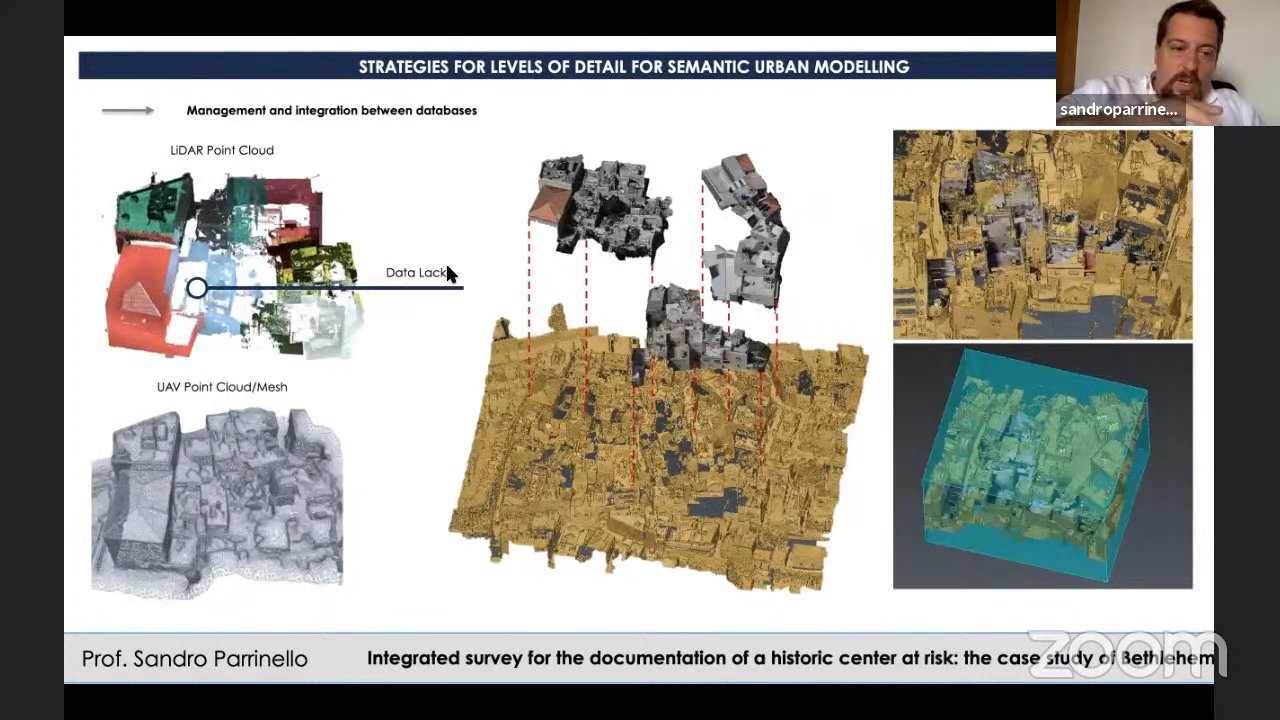 STRATEGIES FOR LEVELS OF DETAIL FOR SEMANTIC URBAN MODELLING
sandroparrine...
Management and integration between databases
LiDAR Point Cloud
Data Lack
UAV Point Cloud/Mesh
Prof. Sandro Parrinello
Integrated survey for the documentation of a historic center at risk: the case study of Bethlehem
zoom